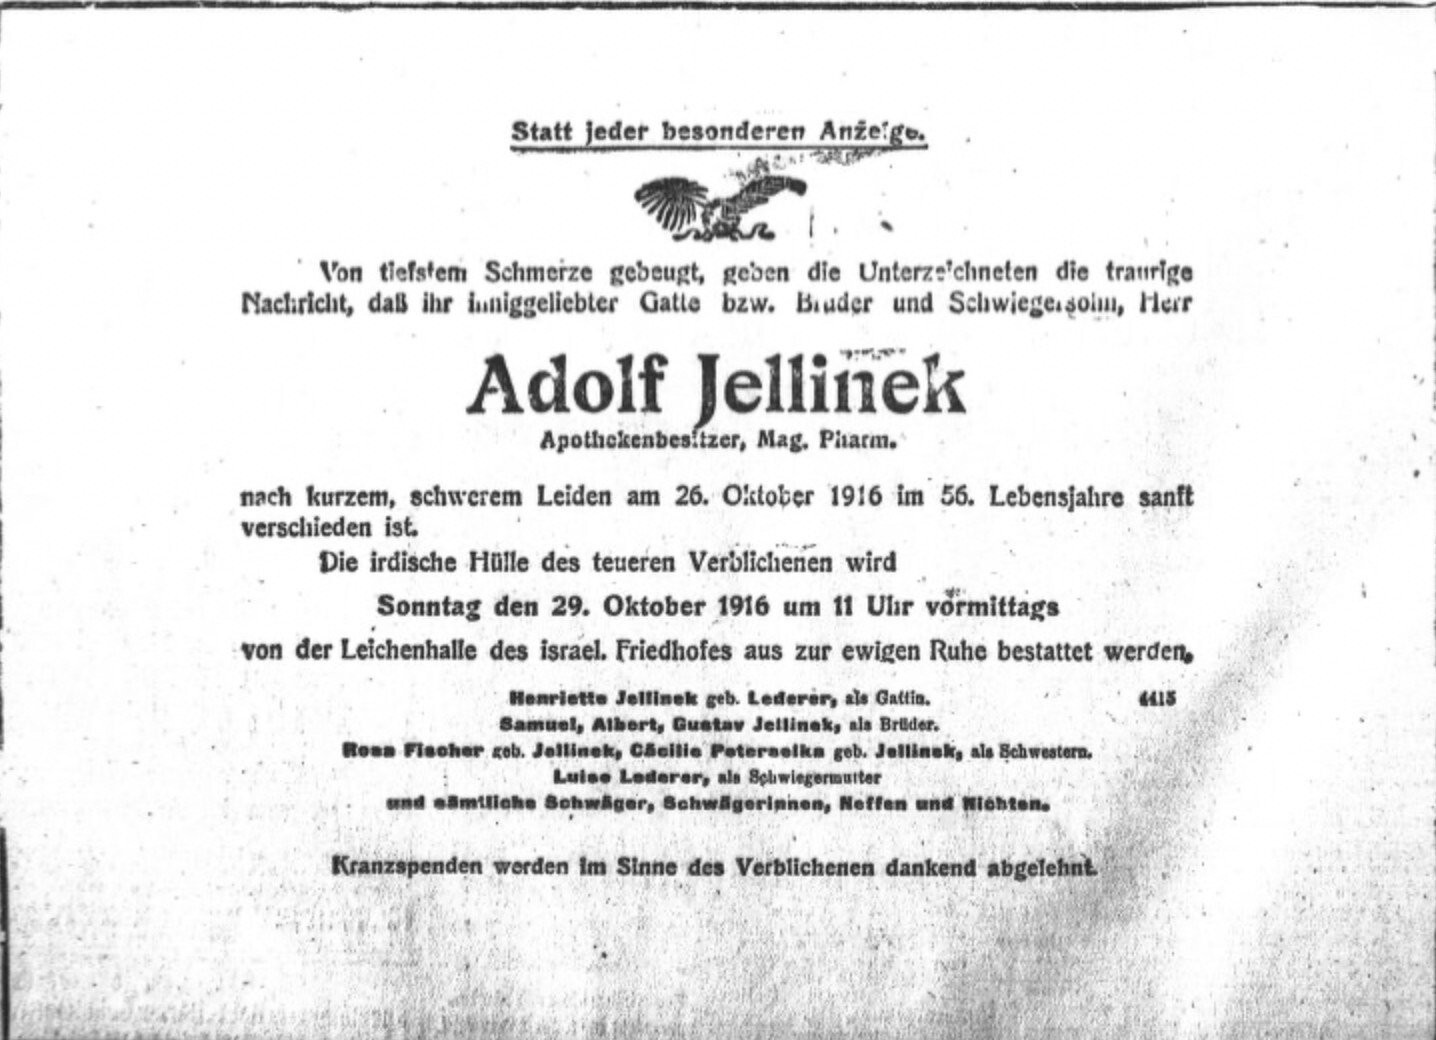 Statt jeder besonderen Anzeige.
Von tiefstem Schmerze gebeugt, geben die Unterzeichneten die traurige
Nachricht, daß ihr inniggeliebter Gatte bzw. Bruder und Schwiegersohn, Herr
Adolf Jellinek
Apothekenbesitzer, Mag. Pharm.
nach kurzem, schwerem Leiden am 26. Oktober 1916 im 56. Lebensjahre sanft
verschieden ist.
Die irdische Hülle des teueren Verblichenen wird
Sonntag den 29. Oktober 1916 um 11 Uhr vormittags
von der Leichenhalle des israel. Friedhofes aus zur ewigen Ruhe bestattet werden.
Henriette Jellinek geb. Lederer, als Gattin. 4415
Samuel, Albert, Gustav Jellinek, als Brüder.
Rosa Fischer geb. Jellinek, Cäcilie Peterselka geb. Jellinek, als Schwestern.
Luise Lederer, als Schwiegermutter
und sämtliche Schwäger, Schwägerinnen, Neffen und Nichten.
Kranzspenden werden im Sinne des Verblichenen dankend abgelehnt.